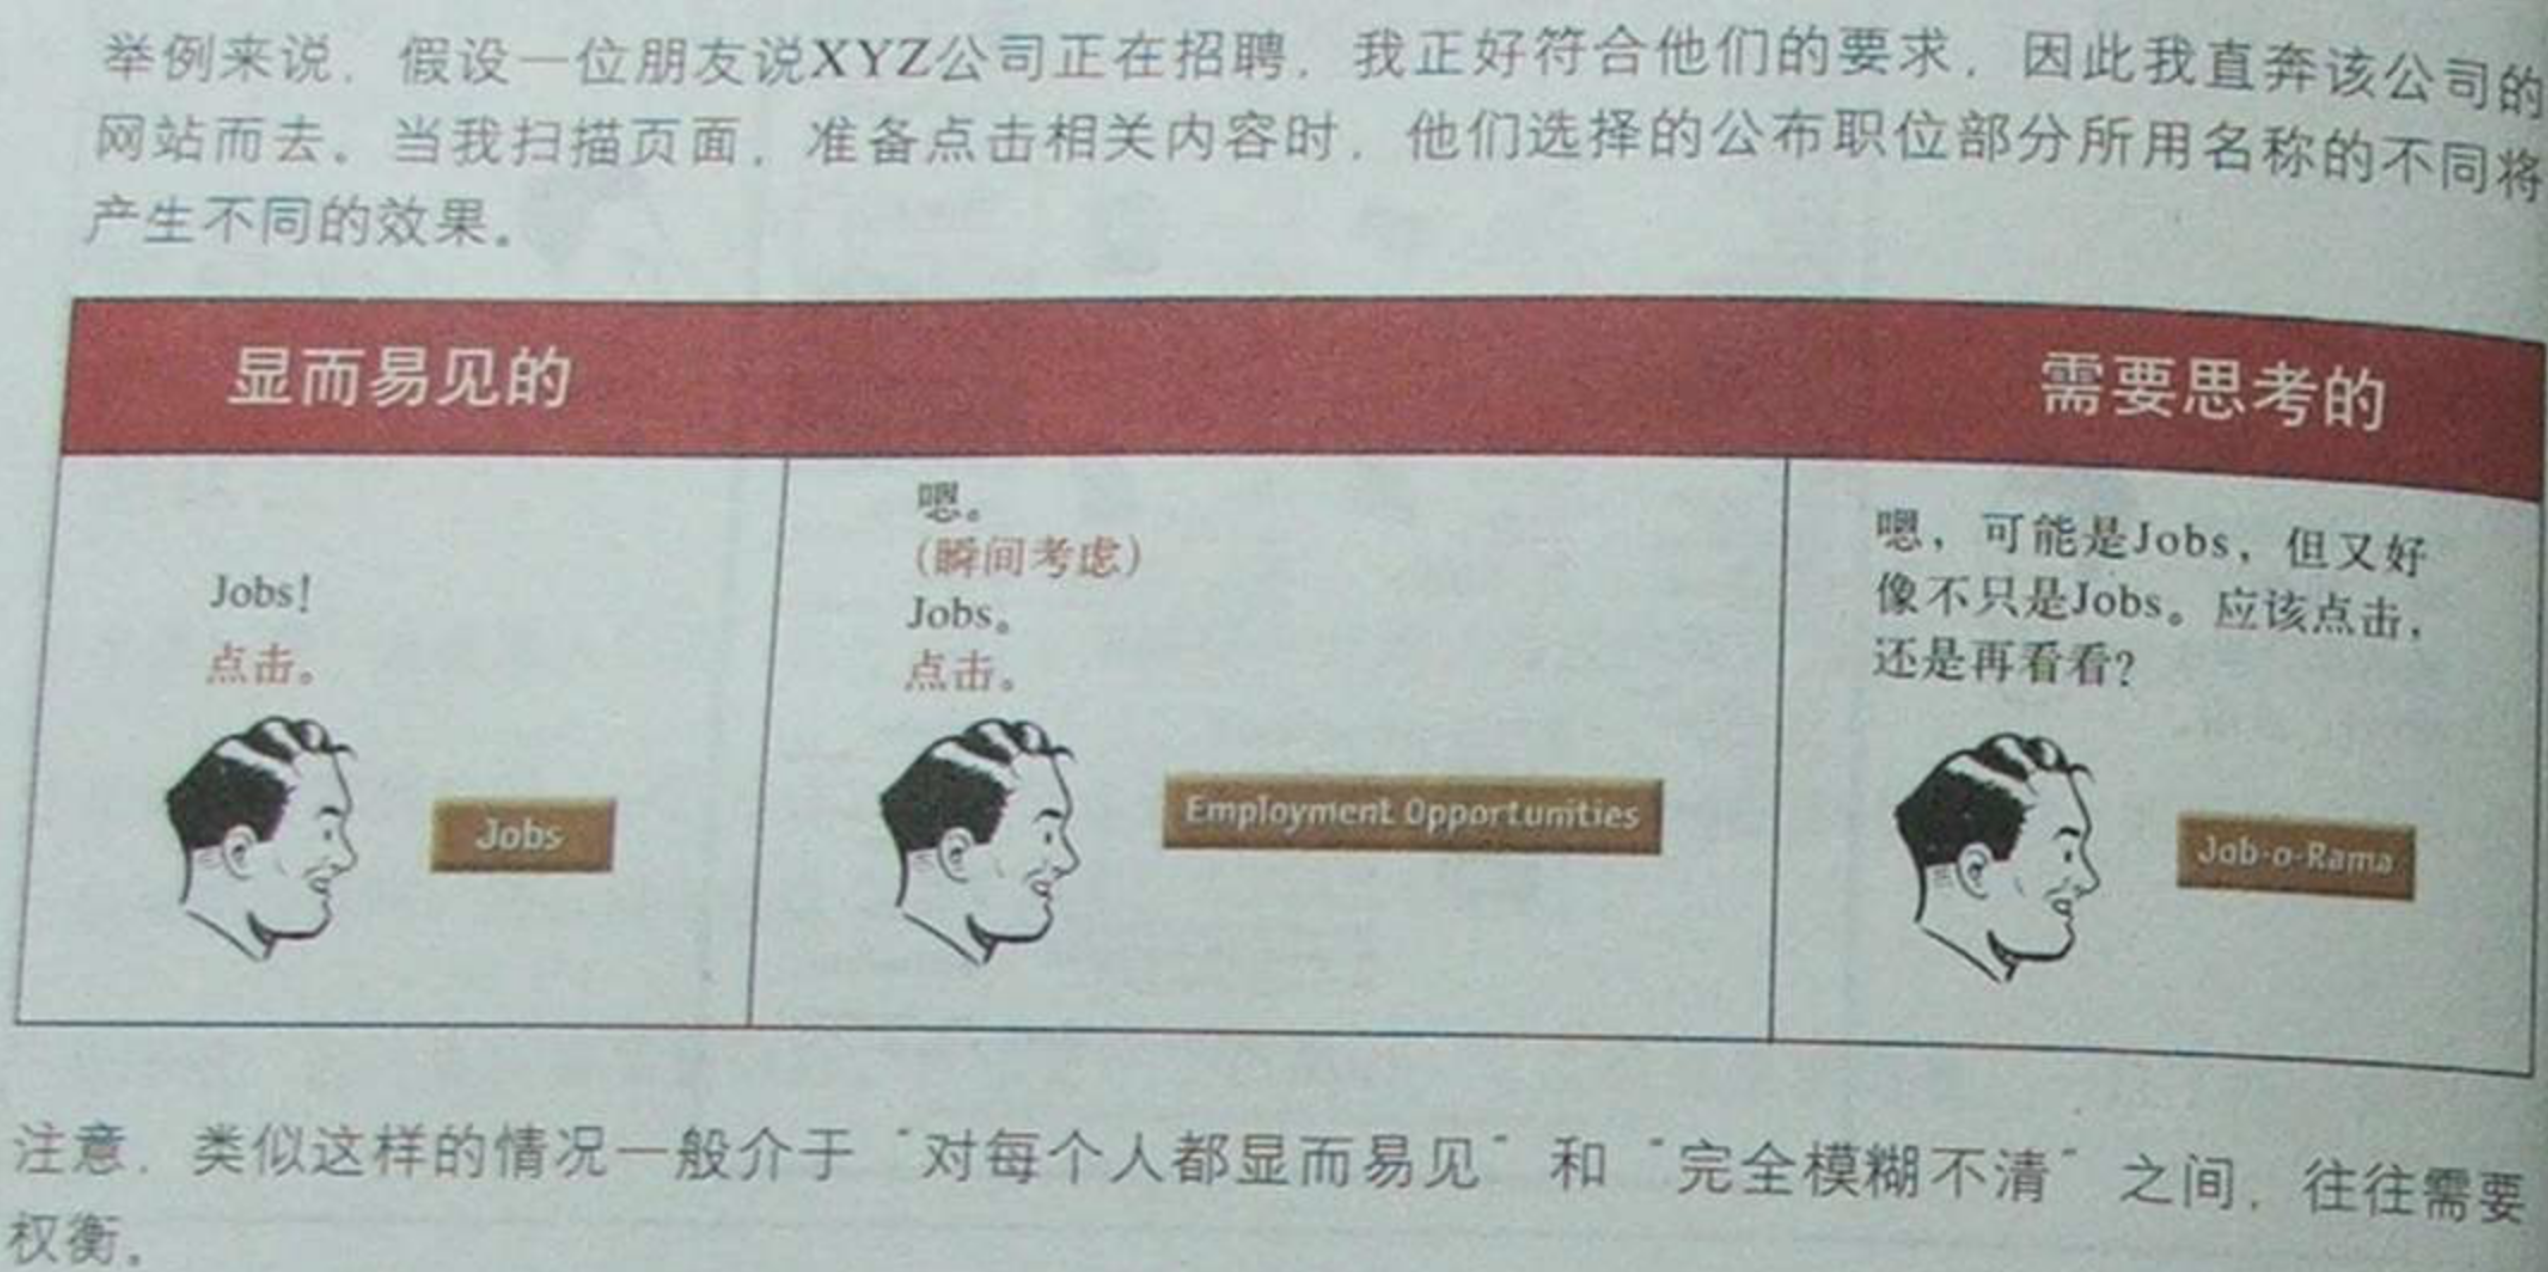 举例来说，假设一位朋友说XYZ公司正在招聘，我正好符合他们的要求，因此我直奔该公司的
网站而去。当我扫描页面，准备点击相关内容时，他们选择的公布职位部分所用名称的不同将
产生不同的效果。
显而易见的
需要思考的
Jobs!
点击。
Jobs
嗯。
(瞬间考虑)
Jobs。
点击。
Employment Opportunities
嗯，可能是Jobs，但又好
像不只是Jobs。应该点击，
还是再看看?
Job-o-Rama
注意，类似这样的情况一般介于“对每个人都显而易见”和“完全模糊不清”之间，往往需要
权衡。